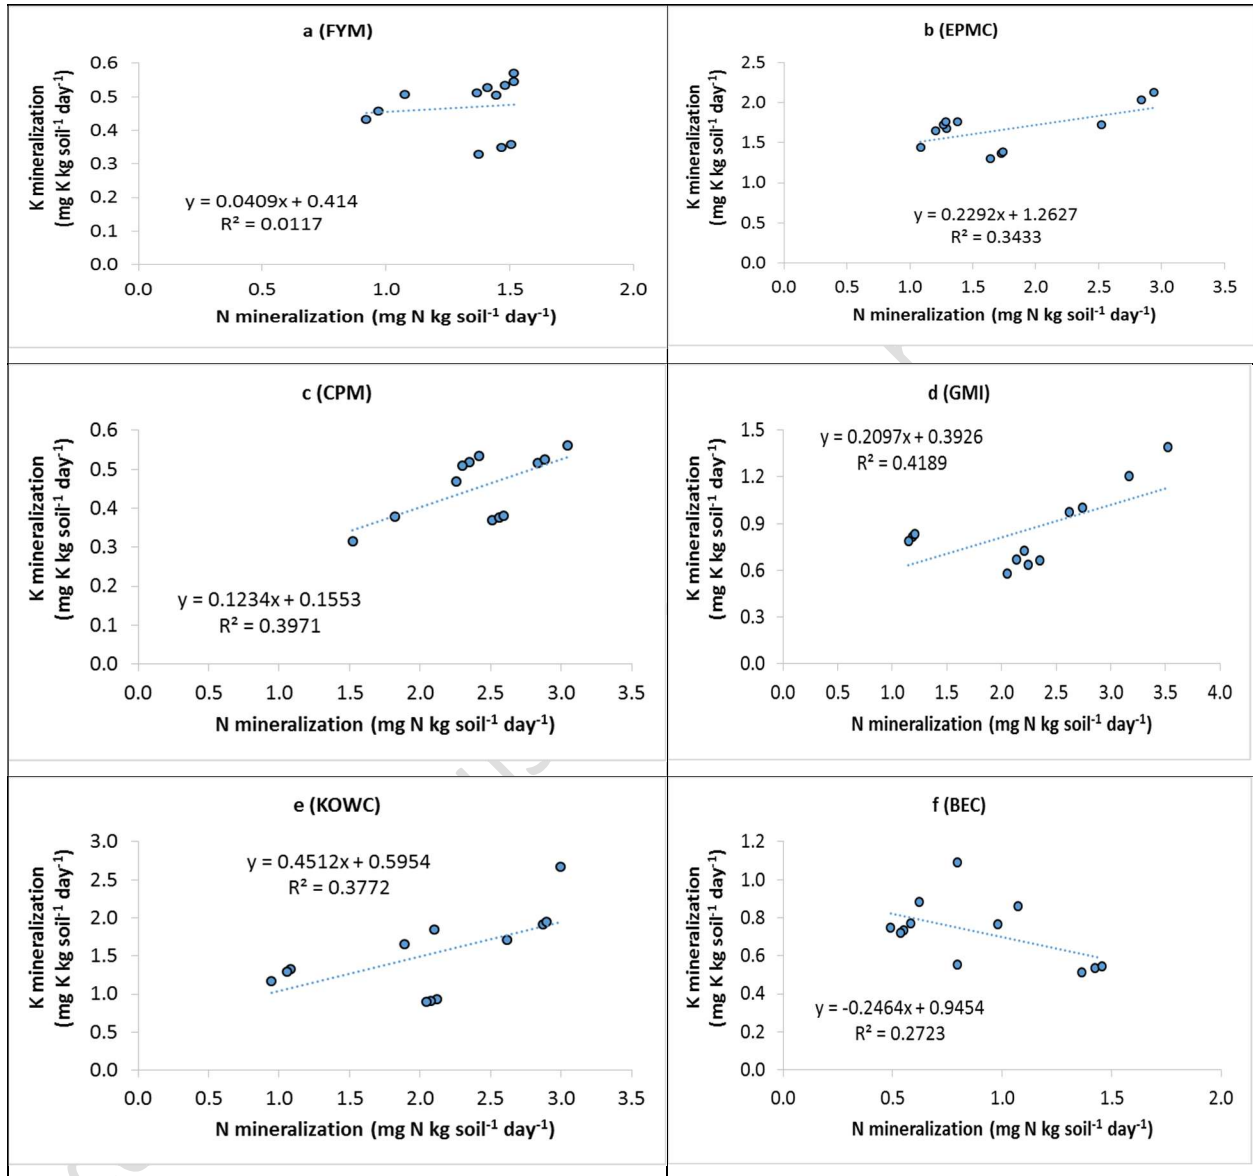 a (FYM)
K mineralization
(mg K kg soil⁻¹ day⁻¹)
0.6
0.5
0.4
0.3
0.2
0.1
0.0
y = 0.0409x + 0.414
R² = 0.0117
0.0 0.5 1.0 1.5 2.0
N mineralization (mg N kg soil⁻¹ day⁻¹)
b (EPMC)
K mineralization
(mg K kg soil⁻¹ day⁻¹)
2.5
2.0
1.5
1.0
0.5
0.0
y = 0.2292x + 1.2627
R² = 0.3433
0.0 0.5 1.0 1.5 2.0 2.5 3.0 3.5
N mineralization (mg N kg soil⁻¹ day⁻¹)
c (CPM)
K mineralization
(mg K kg soil⁻¹ day⁻¹)
0.6
0.5
0.4
0.3
0.2
0.1
0.0
y = 0.1234x + 0.1553
R² = 0.3971
0.0 0.5 1.0 1.5 2.0 2.5 3.0 3.5
N mineralization (mg N kg soil⁻¹ day⁻¹)
d (GMI)
K mineralization
(mg K kg soil⁻¹ day⁻¹)
1.5
1.2
0.9
0.6
0.3
0.0
y = 0.2097x + 0.3926
R² = 0.4189
0.0 0.5 1.0 1.5 2.0 2.5 3.0 3.5 4.0
N mineralization (mg N kg soil⁻¹ day⁻¹)
e (KOWC)
K mineralization
(mg K kg soil⁻¹ day⁻¹)
3.0
2.5
2.0
1.5
1.0
0.5
0.0
y = 0.4512x + 0.5954
R² = 0.3772
0.0 0.5 1.0 1.5 2.0 2.5 3.0 3.5
N mineralization (mg N kg soil⁻¹ day⁻¹)
f (BEC)
K mineralization
(mg K kg soil⁻¹ day⁻¹)
1.2
1.0
0.8
0.6
0.4
0.2
0.0
y = -0.2464x + 0.9454
R² = 0.2723
0.0 0.5 1.0 1.5 2.0
N mineralization (mg N kg soil⁻¹ day⁻¹)